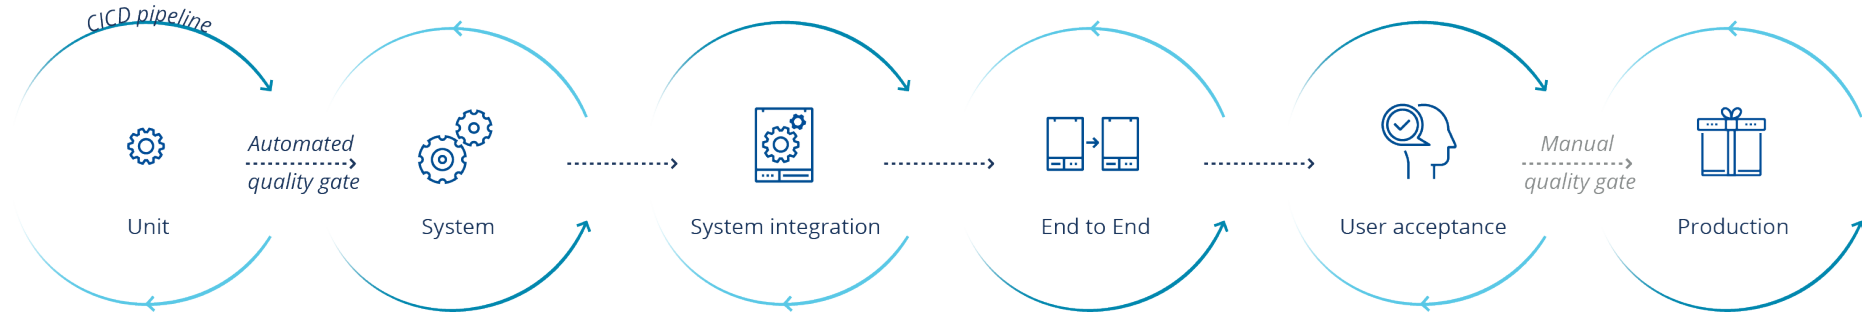 CICD pipeline
Automated
quality gate
Manual
quality gate
Unit
System
System integration
End to End
User acceptance
Production